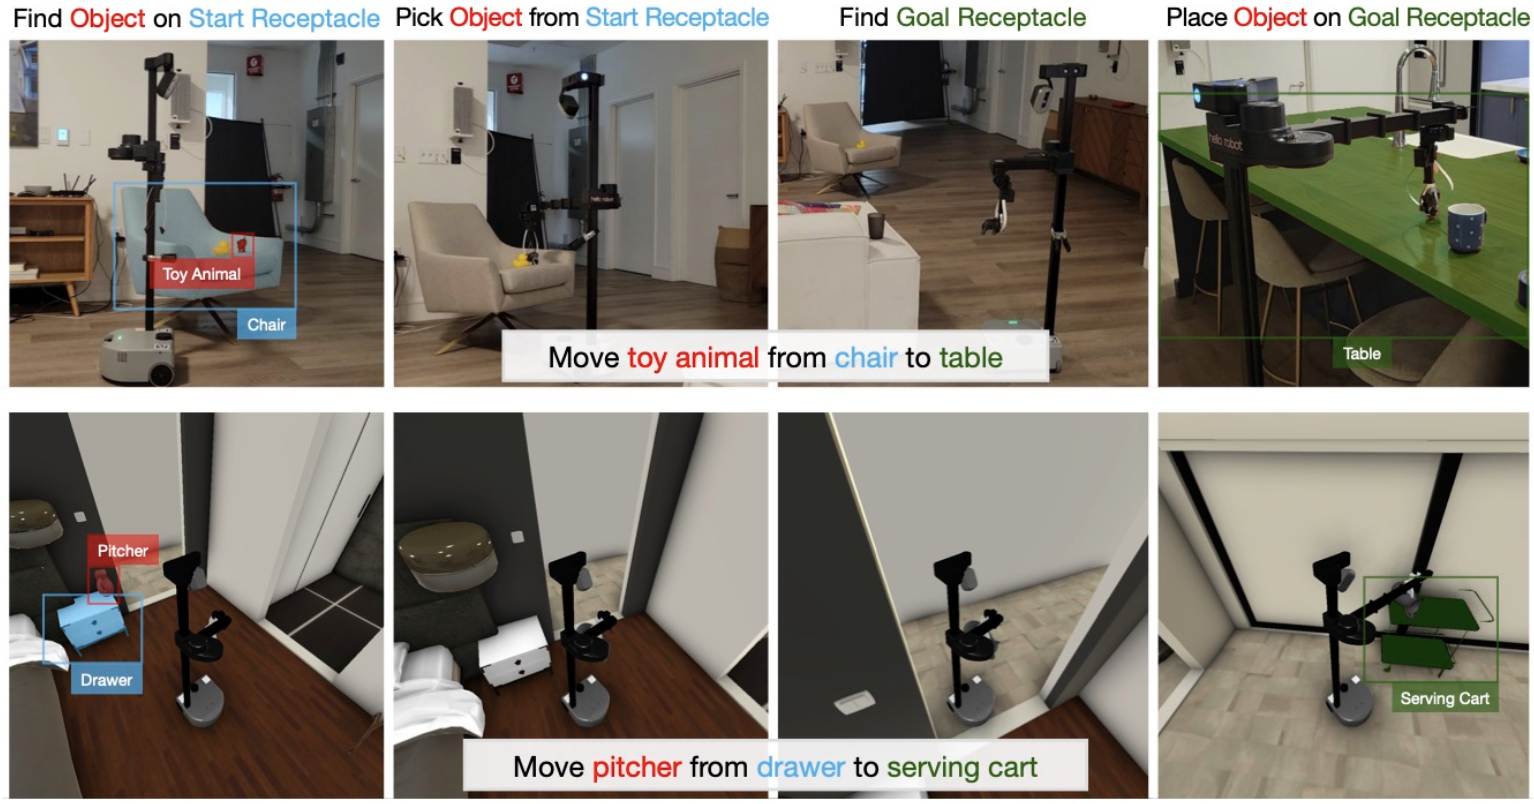 Find Object on Start Receptacle
Pick Object from Start Receptacle
Find Goal Receptacle
Place Object on Goal Receptacle
Toy Animal
Chair
hello robot
Table
Move toy animal from chair to table
Pitcher
Drawer
Serving Cart
Move pitcher from drawer to serving cart